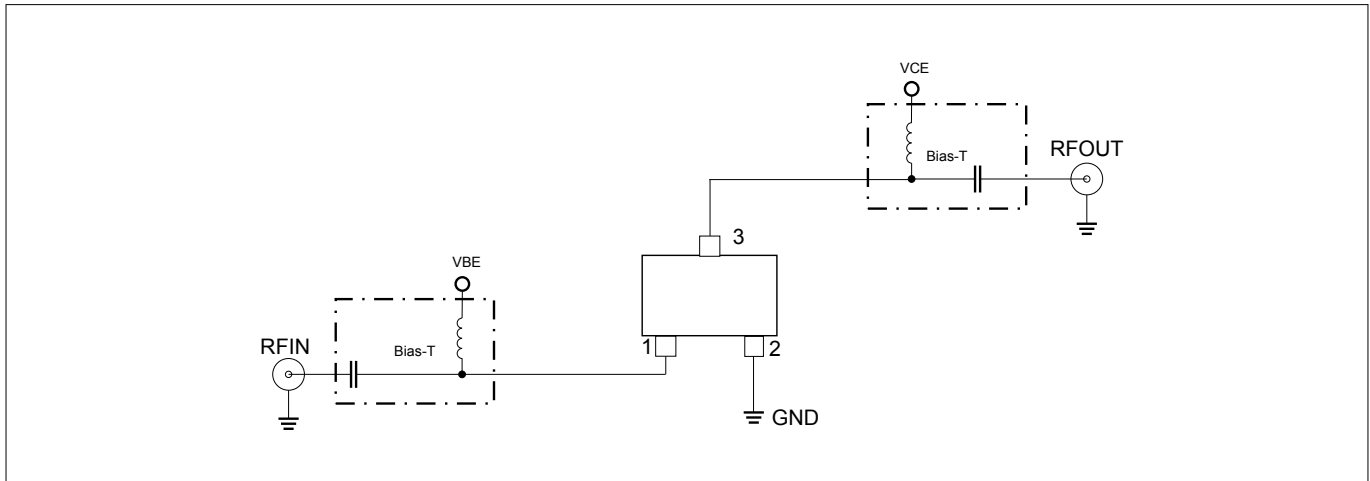 VCE
Bias-T
RFOUT
3
VBE
1
2
RFIN
Bias-T
GND